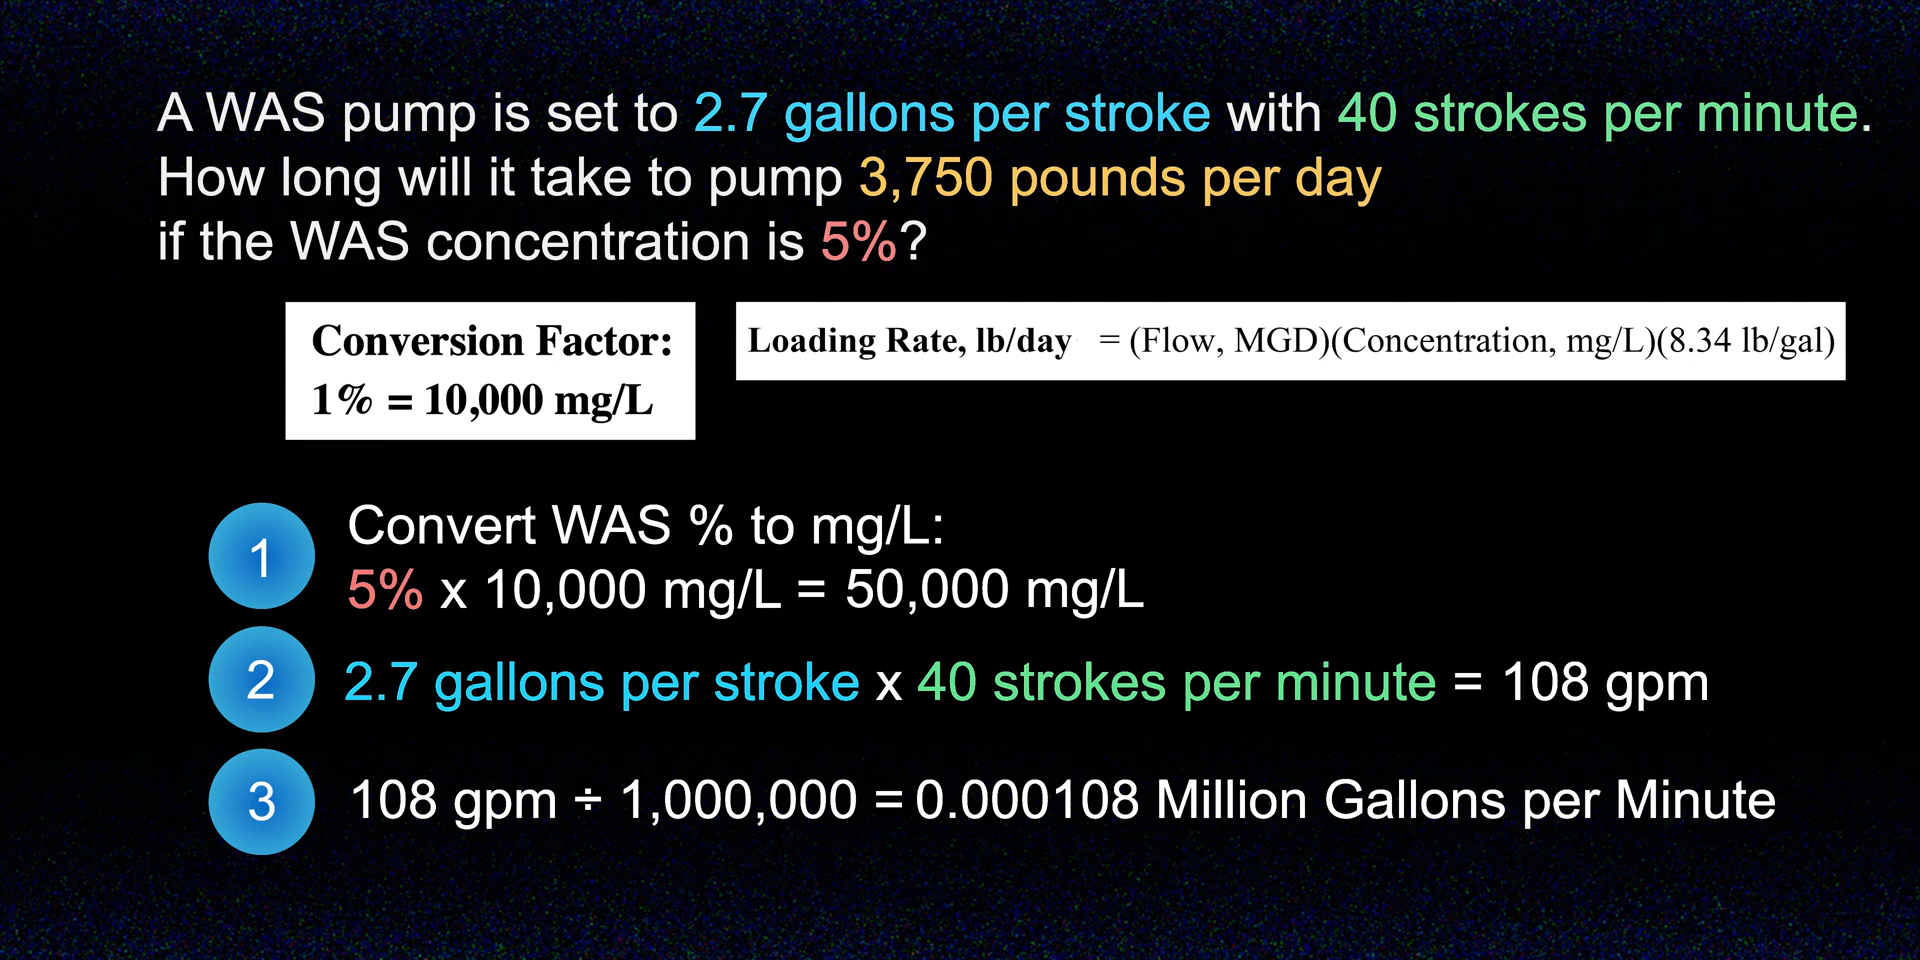 A WAS pump is set to 2.7 gallons per stroke with 40 strokes per minute.
How long will it take to pump 3,750 pounds per day
if the WAS concentration is 5%?
Conversion Factor:
1% = 10,000 mg/L
Loading Rate, lb/day = (Flow, MGD)(Concentration, mg/L)(8.34 lb/gal)
1
Convert WAS % to mg/L:
5% x 10,000 mg/L = 50,000 mg/L
2
2.7 gallons per stroke x 40 strokes per minute = 108 gpm
3
108 gpm ÷ 1,000,000 = 0.000108 Million Gallons per Minute